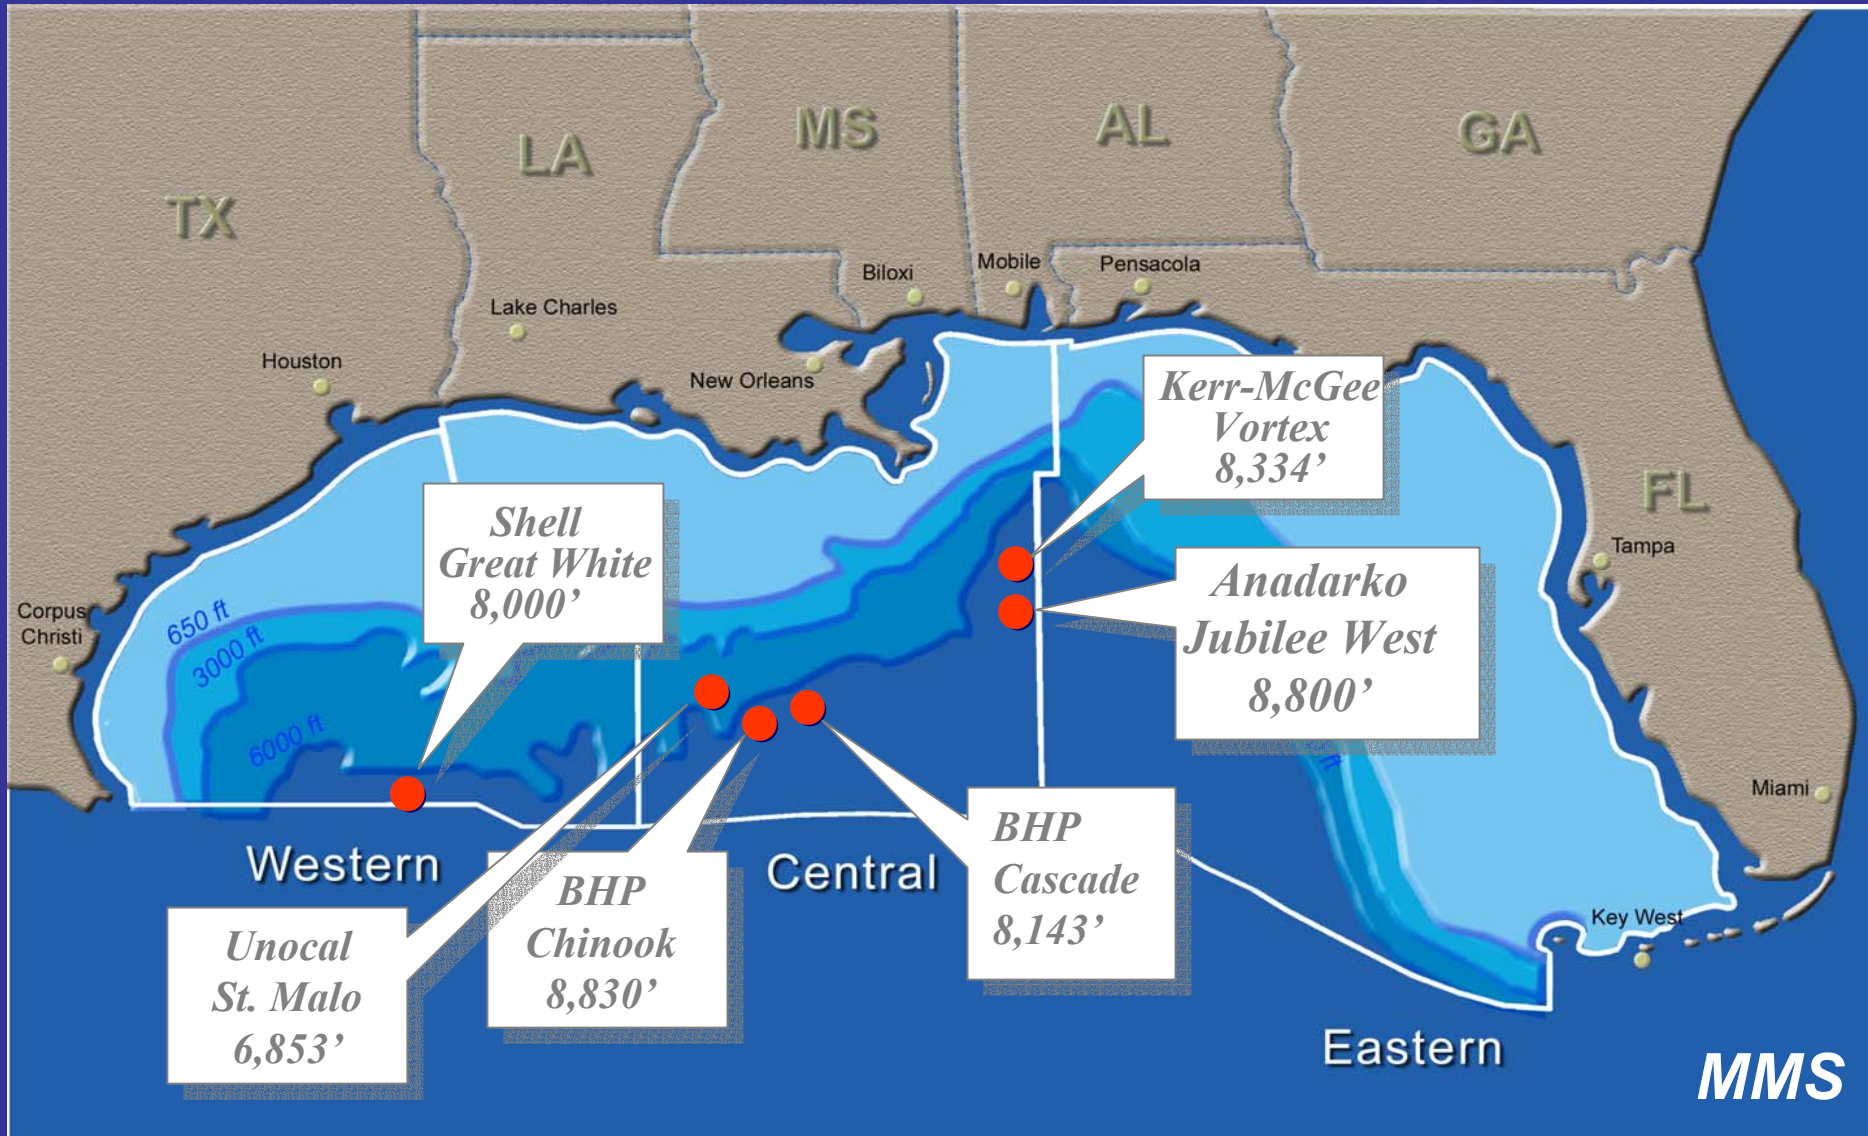 TX
LA
MS
AL
GA
FL
Biloxi
Mobile
Pensacola
Lake Charles
Houston
New Orleans
Kerr-McGee
Vortex
8,334’
Shell
Great White
8,000’
Tampa
Anadarko
Jubilee West
8,800’
Corpus
Christi
650 ft
3000 ft
6000 ft
ft
Miami
Western
Central
BHP
Cascade
8,143’
BHP
Chinook
8,830’
Unocal
St. Malo
6,853’
Key West
Eastern
MMS